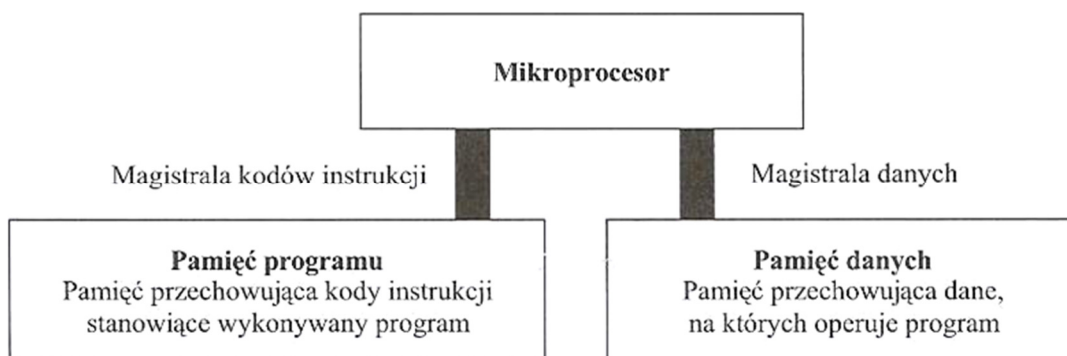 Mikroprocesor
Magistrala kodów instrukcji
Magistrala danych
Pamięć programu
Pamięć przechowująca kody instrukcji
stanowiące wykonywany program
Pamięć danych
Pamięć przechowująca dane,
na których operuje program